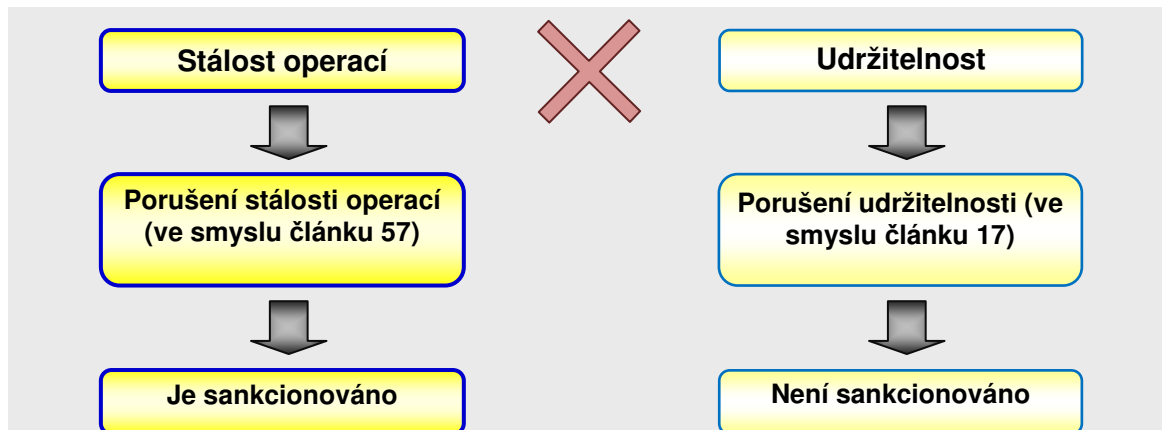 Stálost operací
Udržitelnost
Porušení stálosti operací
(ve smyslu článku 57)
Porušení udržitelnosti (ve
smyslu článku 17)
Je sankcionováno
Není sankcionováno